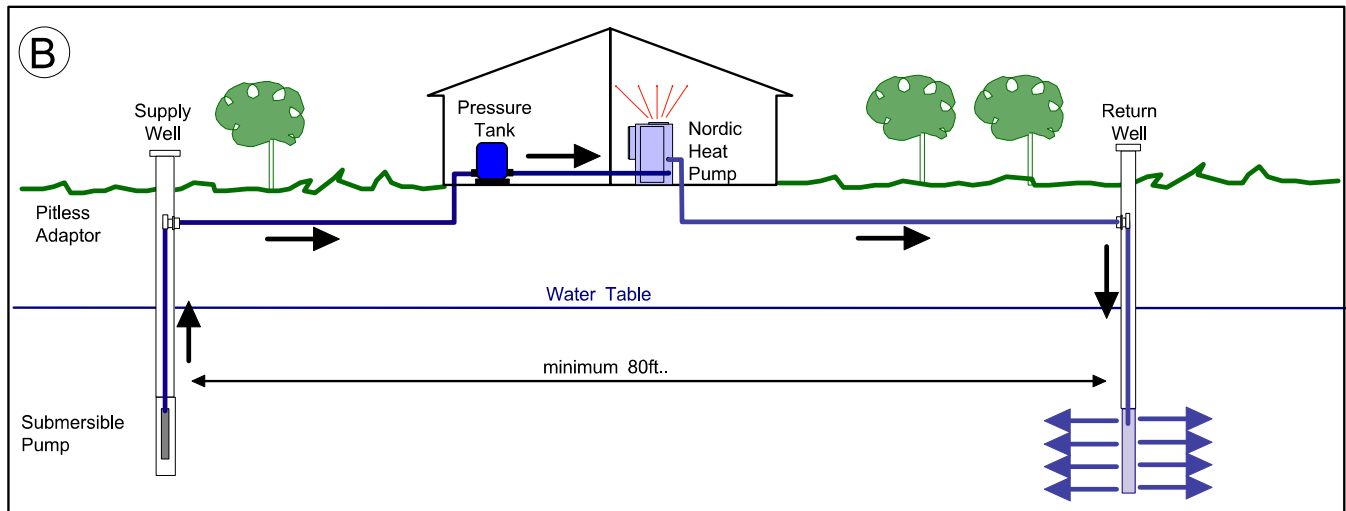 B
Supply
Well
Pressure
Tank
Nordic
Heat
Pump
Return
Well
Pitless
Adaptor
Water Table
minimum 80ft..
Submersible
Pump